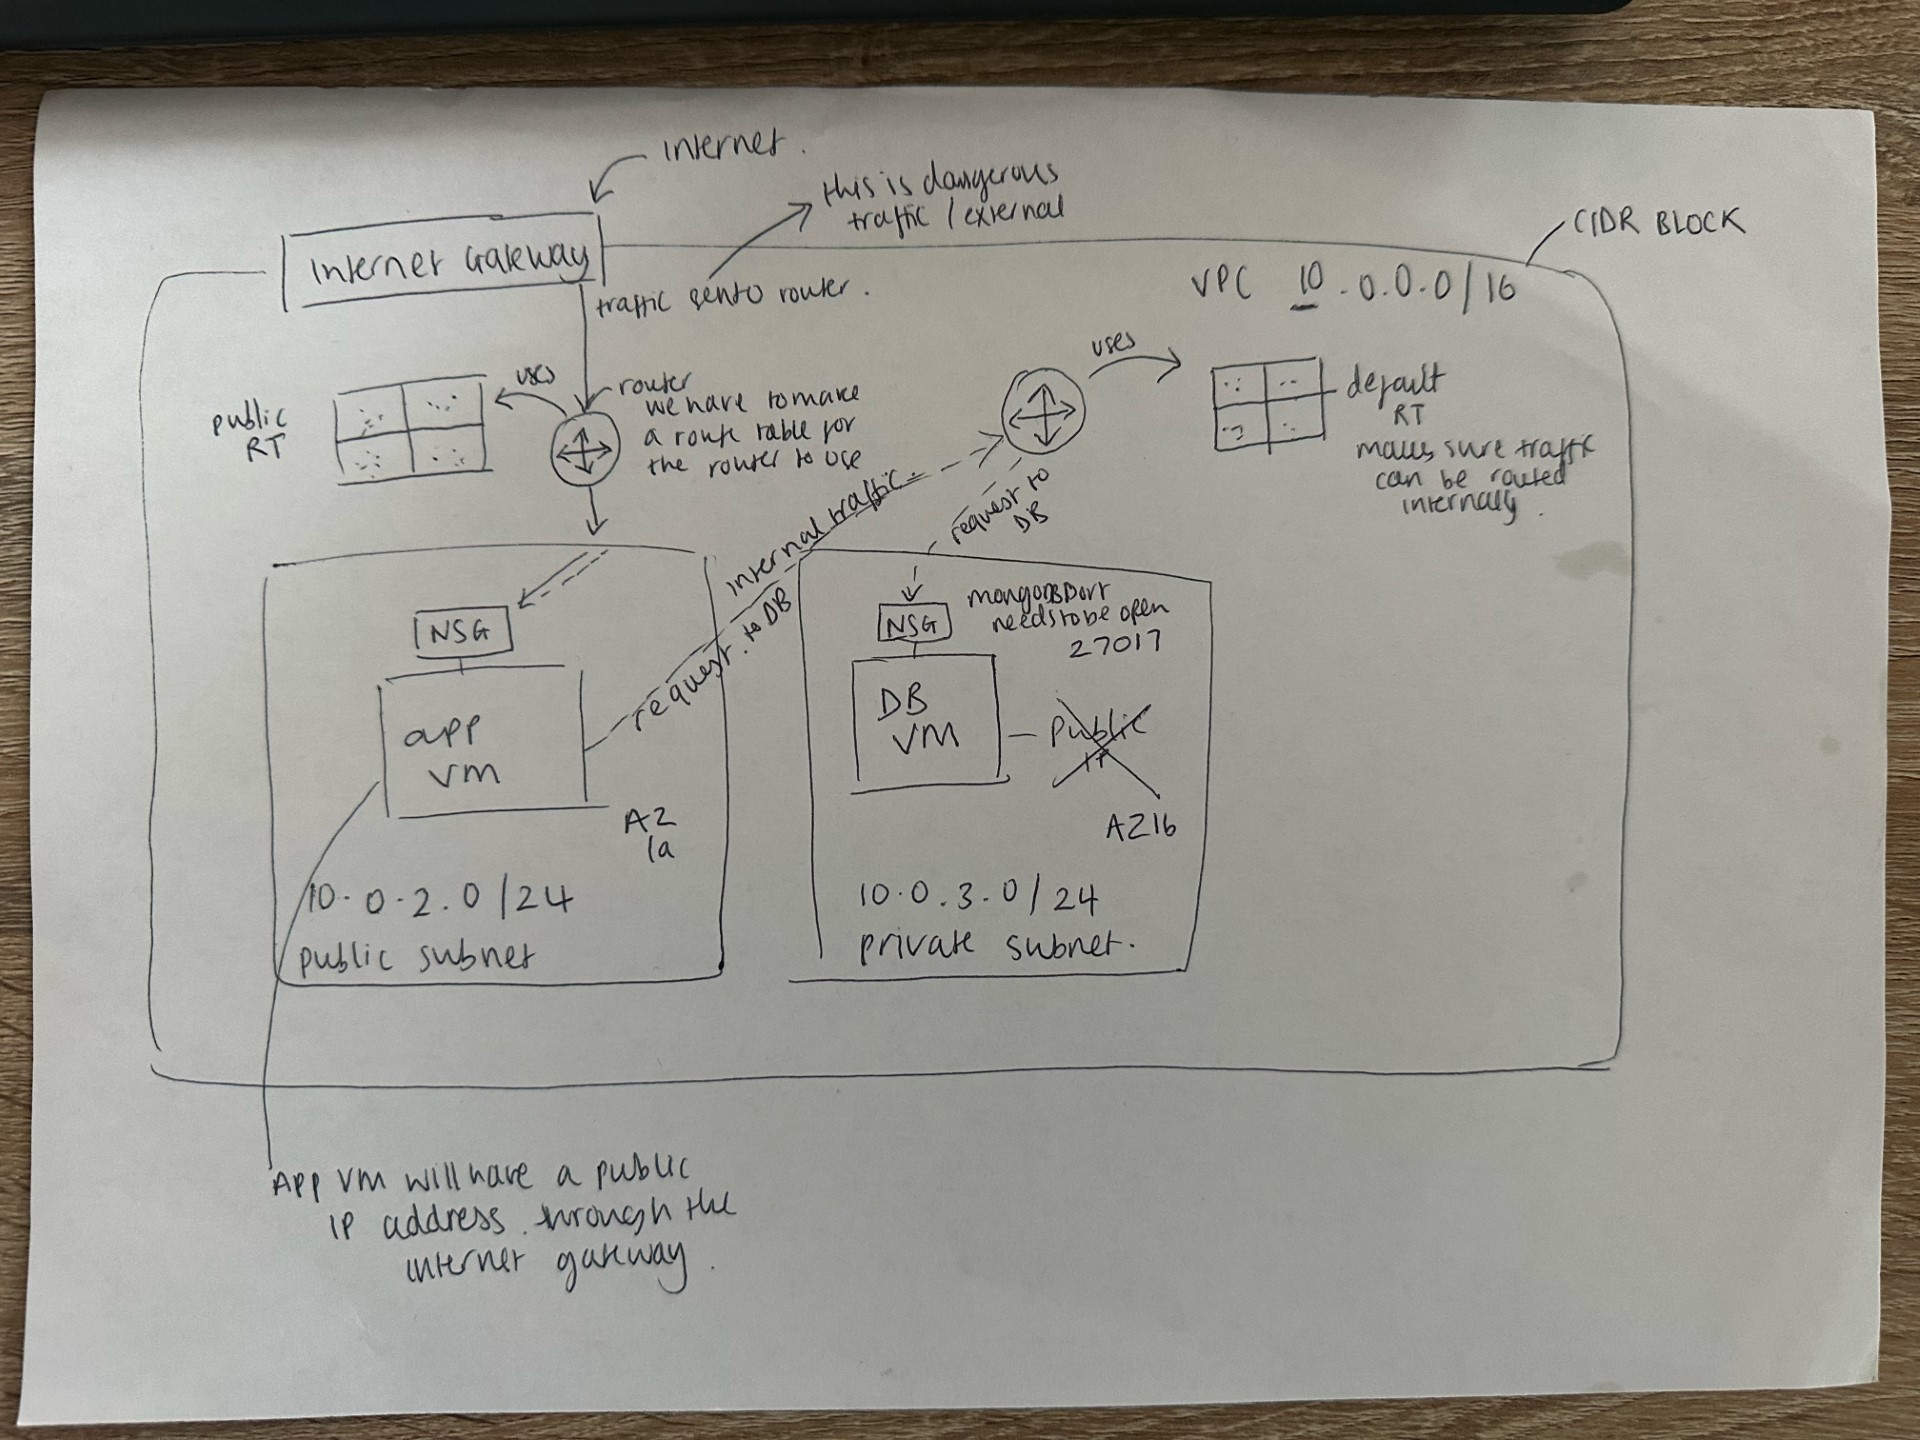 internet.
this is dangerous
traffic / external
CIDR BLOCK
Internet Gateway
traffic sent to router.
VPC 10.0.0.0/16
uses
public
RT
router
we have to make
a route table for
the router to use
uses
default
RT
makes sure traffic
can be routed
internally.
internal traffic.
request to DB
request to
DB
NSG
app
vm
AZ
1a
10.0.2.0/24
public subnet
NSG
mongoDB port
needs to be open
27017
DB
VM
Public
IP
AZ1b
10.0.3.0/24
private subnet.
APP VM will have a public
IP address through the
internet gateway.